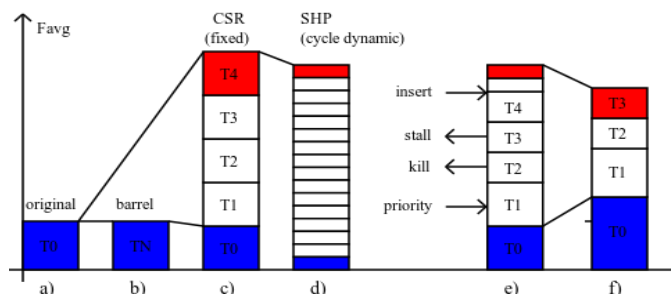 Favg
CSR
(fixed)
SHP
(cycle dynamic)
original
barrel
T0
TN
T4
T3
T2
T1
T0
insert
stall
kill
priority
T4
T3
T2
T1
T0
T3
T2
T1
T0
a)
b)
c)
d)
e)
f)